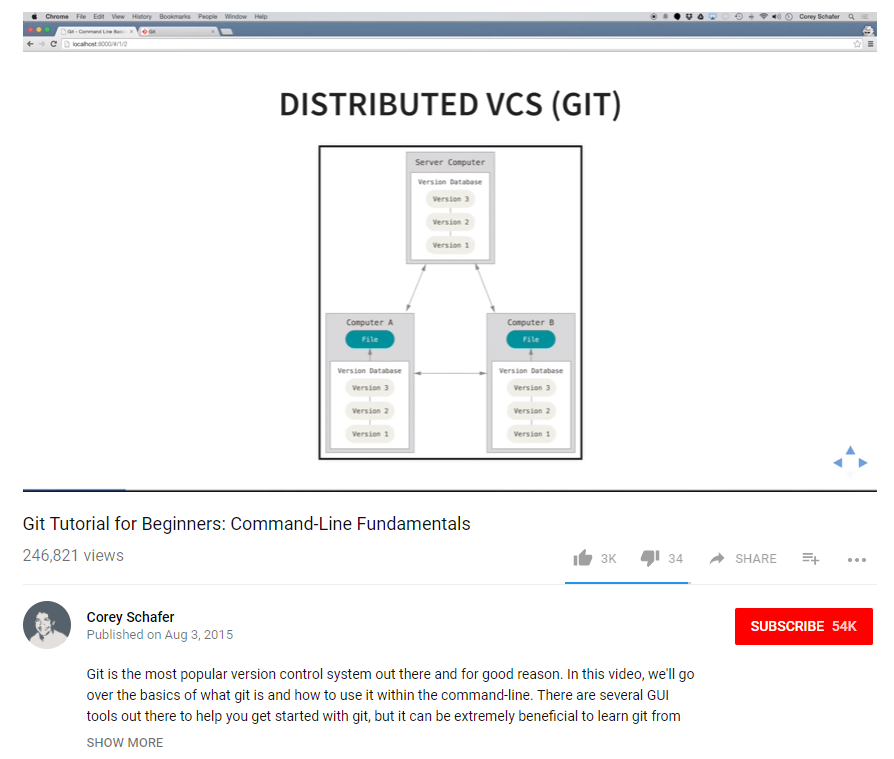 Chrome File Edit View History Bookmarks People Window Help Corey Schafer
Git - Command Line Basi Git
localhost:8000/#/1/2
DISTRIBUTED VCS (GIT)
Server Computer
Version Database
Version 3
Version 2
Version 1
Computer A
File
Version Database
Version 3
Version 2
Version 1
Computer B
File
Version Database
Version 3
Version 2
Version 1
Git Tutorial for Beginners: Command-Line Fundamentals
246,821 views
3K 34 SHARE
Corey Schafer
Published on Aug 3, 2015
SUBSCRIBE 54K
Git is the most popular version control system out there and for good reason. In this video, we'll go
over the basics of what git is and how to use it within the command-line. There are several GUI
tools out there to help you get started with git, but it can be extremely beneficial to learn git from
SHOW MORE